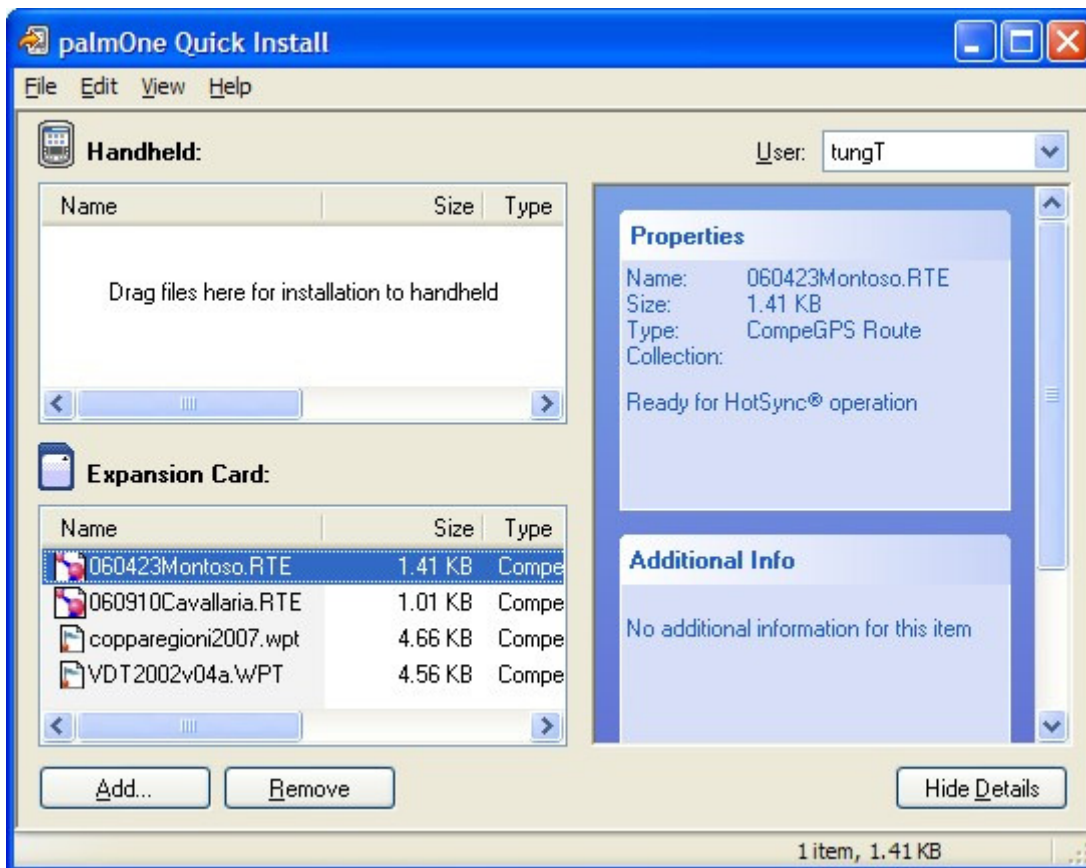 palmOne Quick Install
File Edit View Help
Handheld:
User: tungT
Name Size Type
Drag files here for installation to handheld
Properties
Name: 060423Montoso.RTE
Size: 1.41 KB
Type: CompeGPS Route
Collection:
Ready for HotSync® operation
Expansion Card:
Name Size Type
060423Montoso.RTE 1.41 KB Compe
060910Cavallaria.RTE 1.01 KB Compe
copparegioni2007.wpt 4.66 KB Compe
VDT2002v04a.WPT 4.56 KB Compe
Additional Info
No additional information for this item
Add... Remove Hide Details
1 item, 1.41 KB